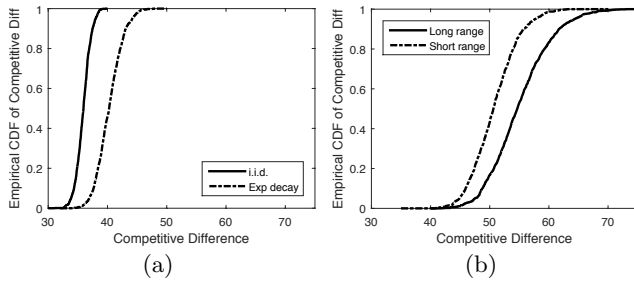 Empirical CDF of Competitive Diff
1
0.8
0.6
0.4
0.2
0
30 40 50 60 70
Competitive Difference
i.i.d.
Exp decay
(a)
Empirical CDF of Competitive Diff
1
0.8
0.6
0.4
0.2
0
30 40 50 60 70
Competitive Difference
Long range
Short range
(b)